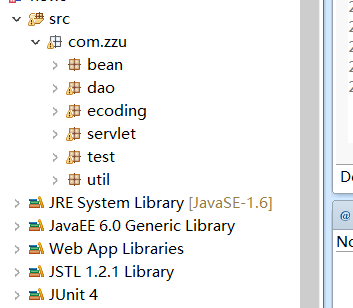 src
com.zzu
bean
dao
ecoding
servlet
test
util
JRE System Library [JavaSE-1.6]
JavaEE 6.0 Generic Library
Web App Libraries
JSTL 1.2.1 Library
JUnit 4
@